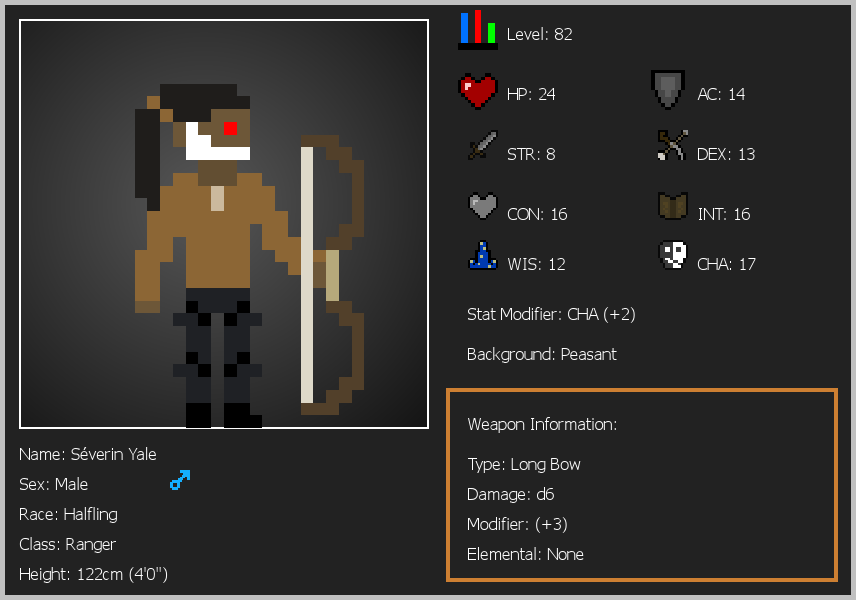 Level: 82
HP: 24
AC: 14
STR: 8
DEX: 13
CON: 16
INT: 16
WIS: 12
CHA: 17
Stat Modifier: CHA (+2)
Background: Peasant
Weapon Information:
Type: Long Bow
Damage: d6
Modifier: (+3)
Elemental: None
Name: Séverin Yale
Sex: Male
Race: Halfling
Class: Ranger
Height: 122cm (4'0")